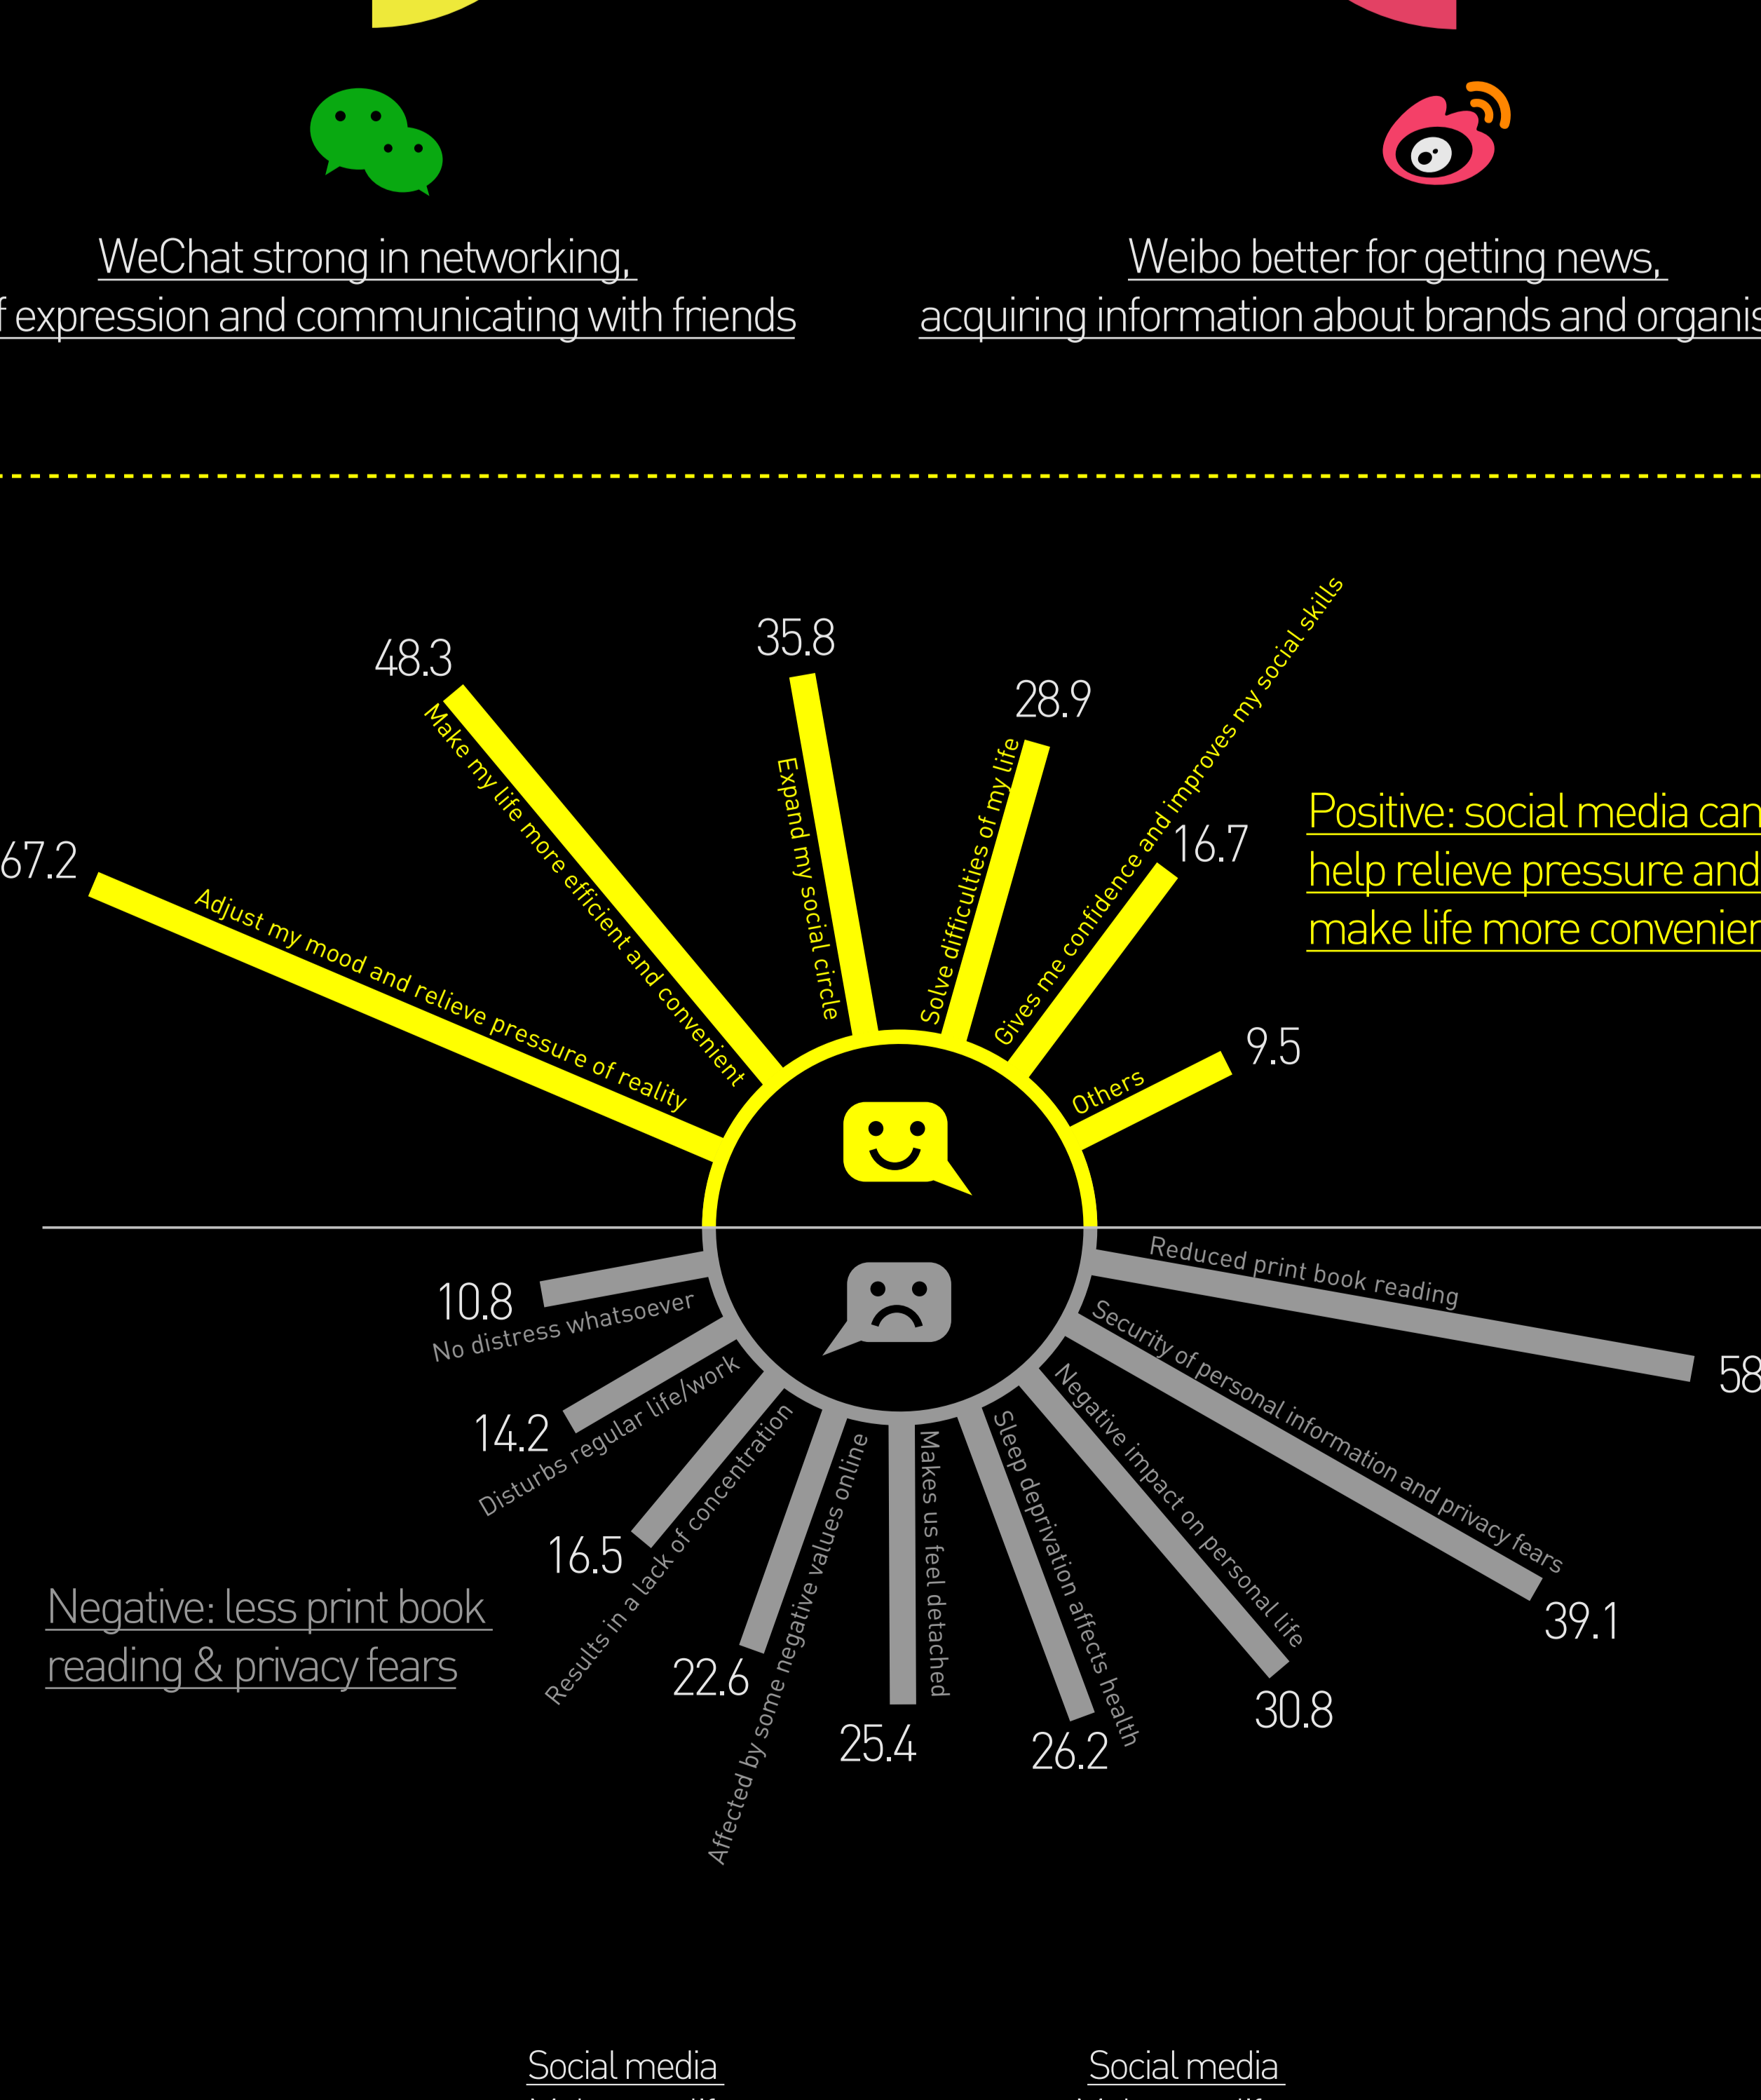 WeChat strong in networking,
f expression and communicating with friends
Weibo better for getting news,
acquiring information about brands and organis
67.2
Adjust my mood and relieve pressure of reality
48.3
Make my life more efficient and convenient
35.8
Expand my social circle
28.9
Solve difficulties of my life
16.7
Gives me confidence and improves my social skills
9.5
Others
Positive: social media can
help relieve pressure and
make life more convenien
10.8
No distress whatsoever
14.2
Disturbs regular life/work
16.5
Results in a lack of concentration
22.6
Affected by some negative values online
25.4
Makes us feel detached
26.2
Sleep deprivation affects health
30.8
Negative impact on personal life
39.1
Security of personal information and privacy fears
58
Reduced print book reading
Negative: less print book
reading & privacy fears
Social media
Social media